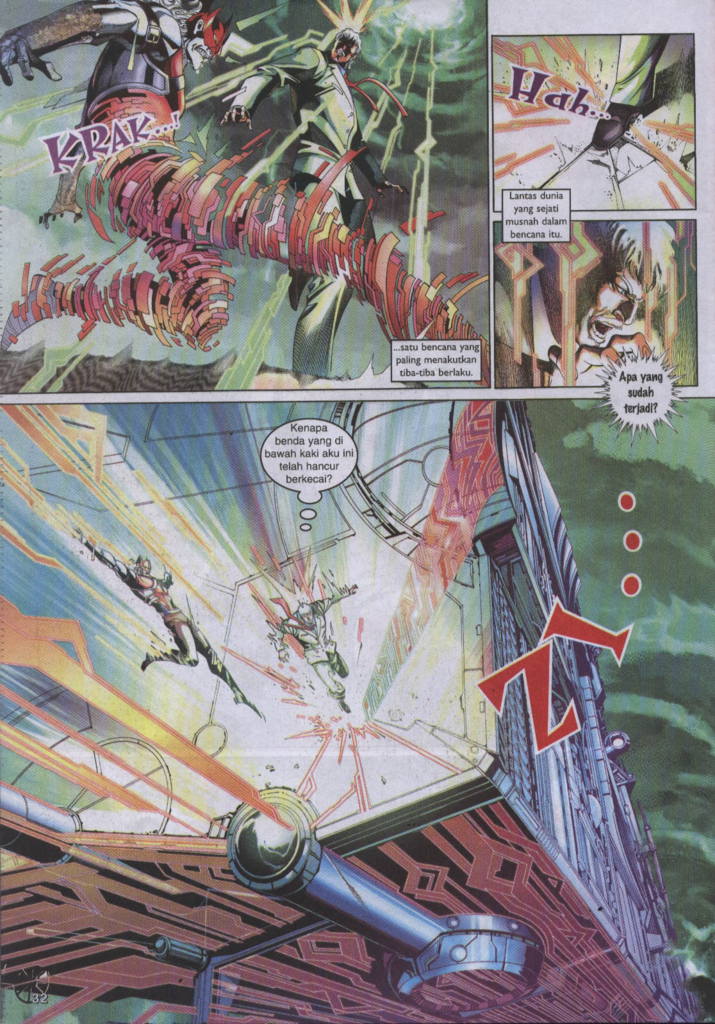 KRAK...!
...satu bencana yang
paling menakutkan
tiba-tiba berlaku.
Hah...
Lantas dunia
yang sejati
musnah dalam
bencana itu.
Apa yang
sudah
terjadi?
Kenapa
benda yang di
bawah kaki aku ini
telah hancur
berkecai?
ZI...
32